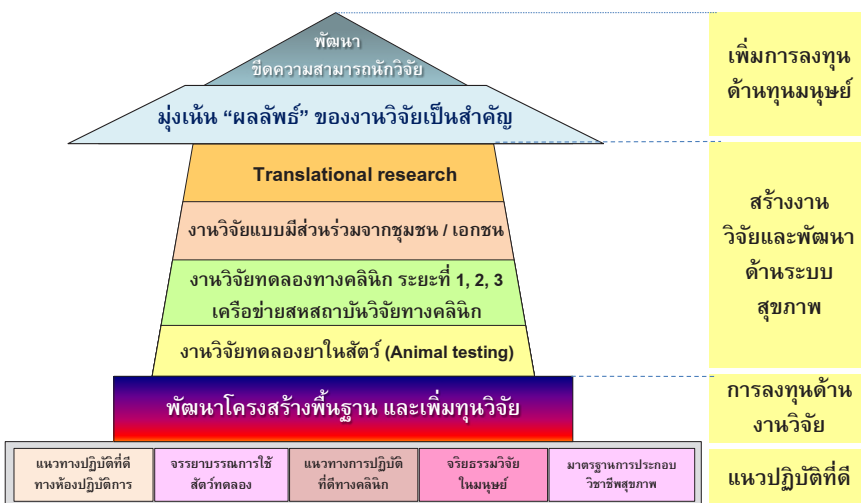 พัฒนา
ขีดความสามารถนักวิจัย
มุ่งเน้น “ผลลัพธ์” ของงานวิจัยเป็นสำคัญ
Translational research
งานวิจัยแบบมีส่วนร่วมจากชุมชน / เอกชน
งานวิจัยทดลองทางคลินิก ระยะที่ 1, 2, 3
เครือข่ายสหสถาบันวิจัยทางคลินิก
งานวิจัยทดลองยาในสัตว์ (Animal testing)
พัฒนาโครงสร้างพื้นฐาน และเพิ่มทุนวิจัย
แนวทางปฏิบัติที่ดี
ทางห้องปฏิบัติการ
จรรยาบรรณการใช้
สัตว์ทดลอง
แนวทางการปฏิบัติ
ที่ดีทางคลินิก
จริยธรรมวิจัย
ในมนุษย์
มาตรฐานการประกอบ
วิชาชีพสุขภาพ
เพิ่มการลงทุน
ด้านทุนมนุษย์
สร้างงาน
วิจัยและพัฒนา
ด้านระบบ
สุขภาพ
การลงทุนด้าน
งานวิจัย
แนวปฏิบัติที่ดี